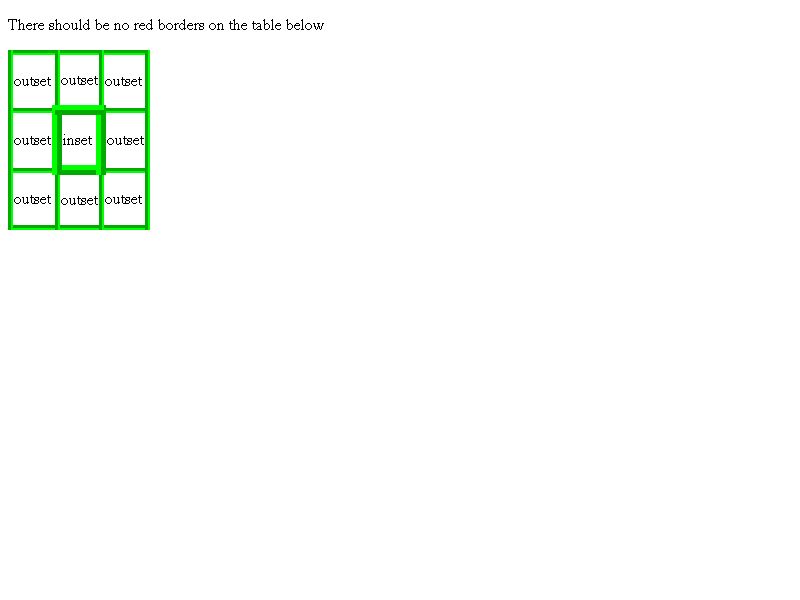 There should be no red borders on the table below
outset outset outset
outset inset outset
outset outset outset